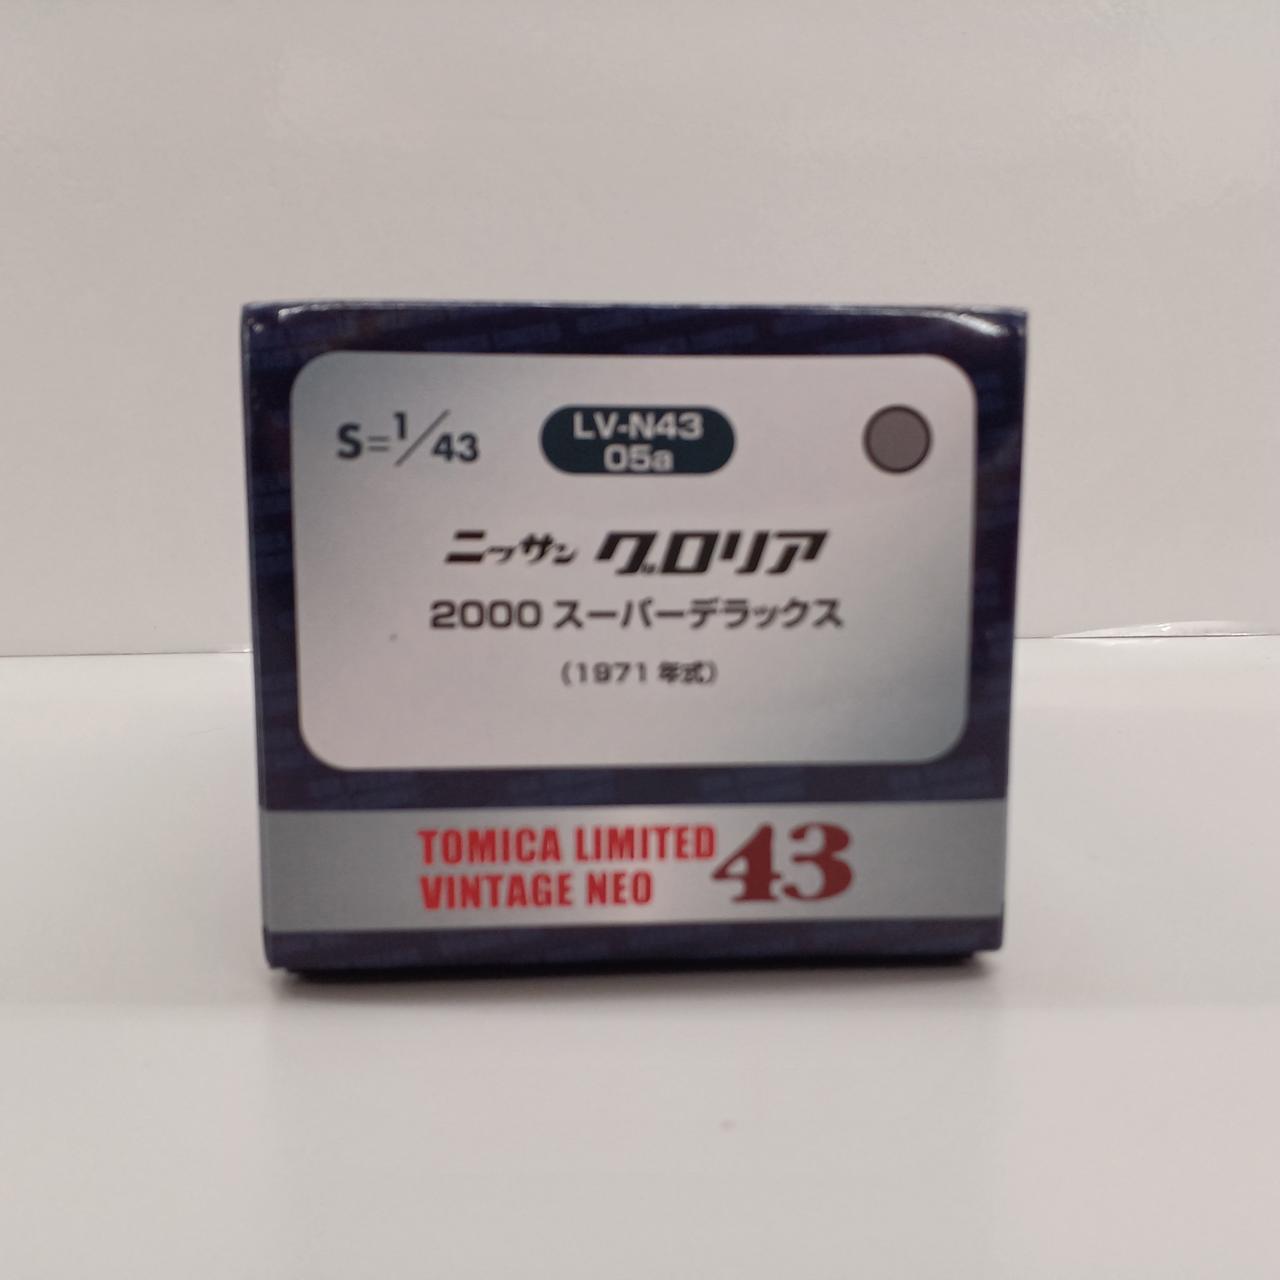 S=1/43
LV-N43
05a
ニッサン グロリア
2000 スーパーデラックス
(1971 年式)
TOMICA LIMITED
VINTAGE NEO 43